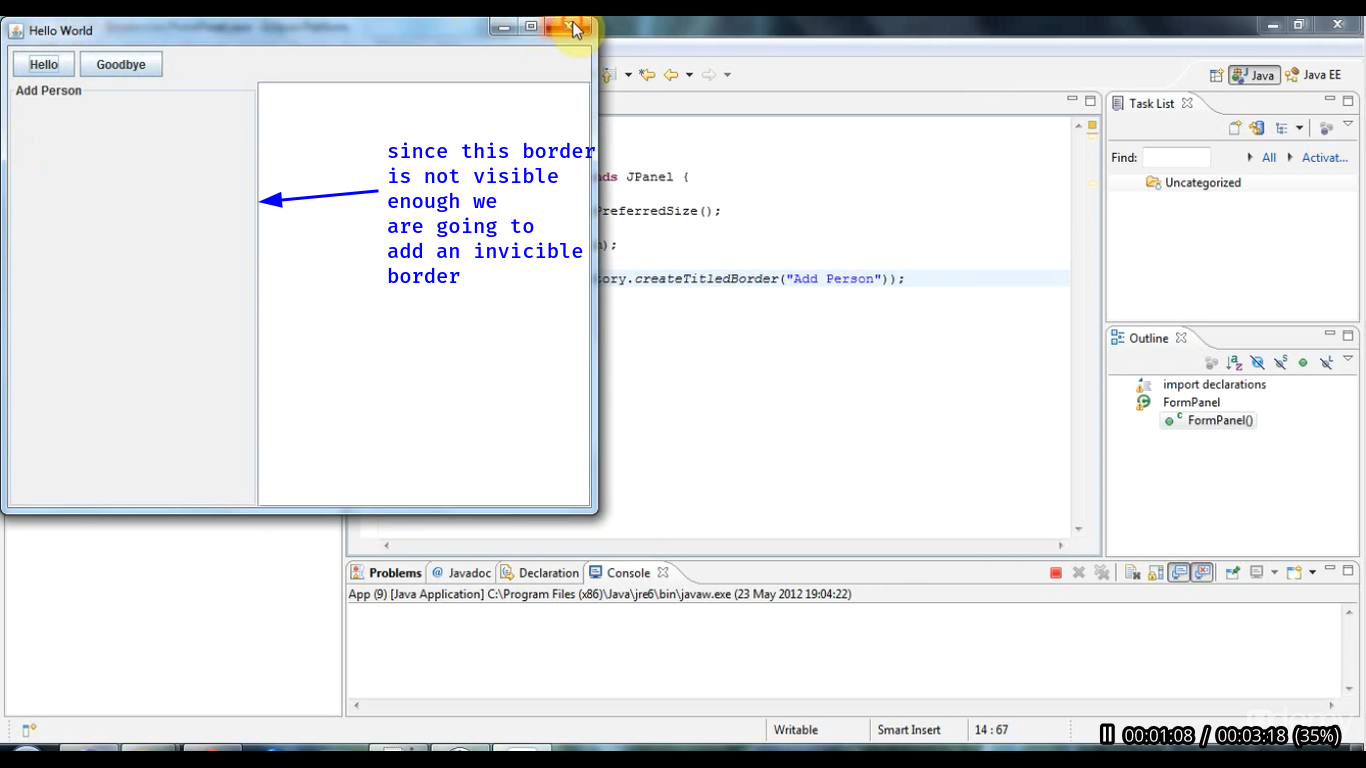 Hello World
Hello
Goodbye
Add Person
since this border
is not visible
enough we
are going to
add an invicible
border
ds JPanel {
PreferredSize();
);
ory.createTitledBorder("Add Person"));
Java
Java EE
Task List
Find:
All
Activat...
Uncategorized
Outline
import declarations
FormPanel
FormPanel()
Problems
@ Javadoc
Declaration
Console
App (9) [Java Application] C:\Program Files (x86)\Java\jre6\bin\javaw.exe (23 May 2012 19:04:22)
Writable
Smart Insert
14 : 67
00:01:08 / 00:03:18 (35%)